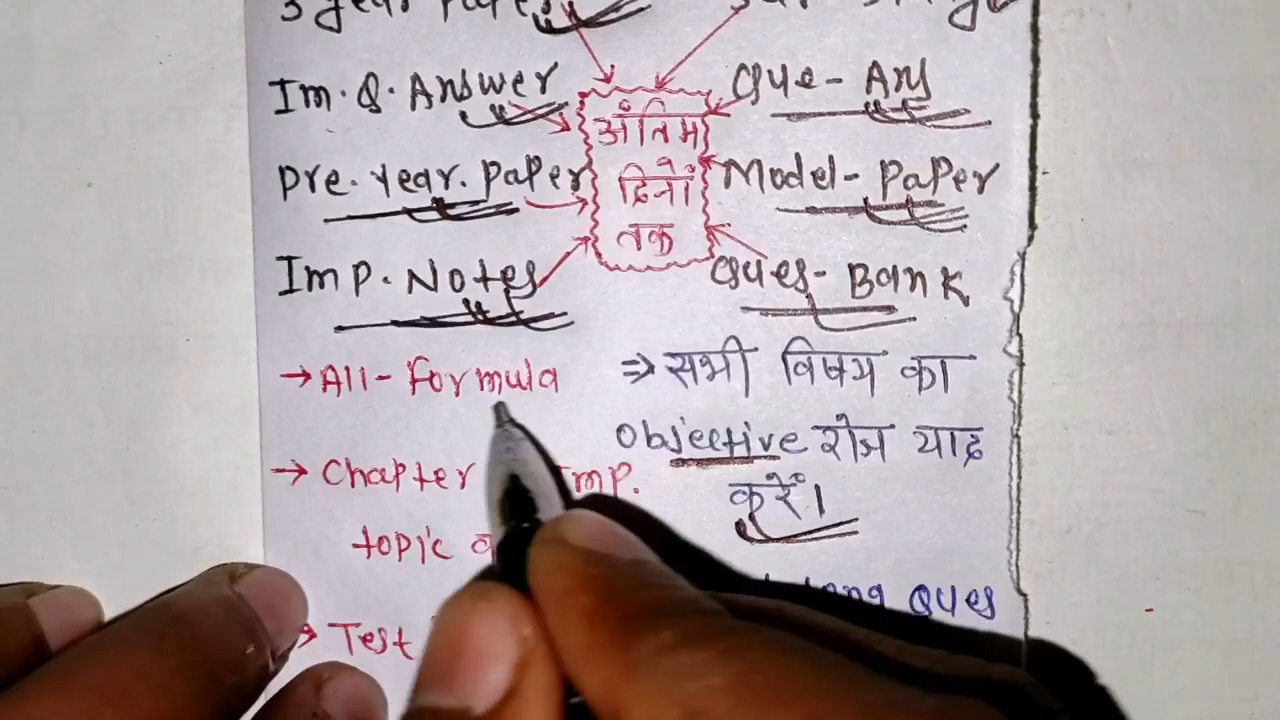 Im. Q. Answer
Que - Ans
अंतिम
Pre. Year. Paper
दिनों
Model - Paper
तक
Imp. Notes
Ques - Bank
→ All - Formula
⇒ सभी विषय का
Objective रोज याद
→ Chapter Imp.
करें।
topic
Ques
→ Test